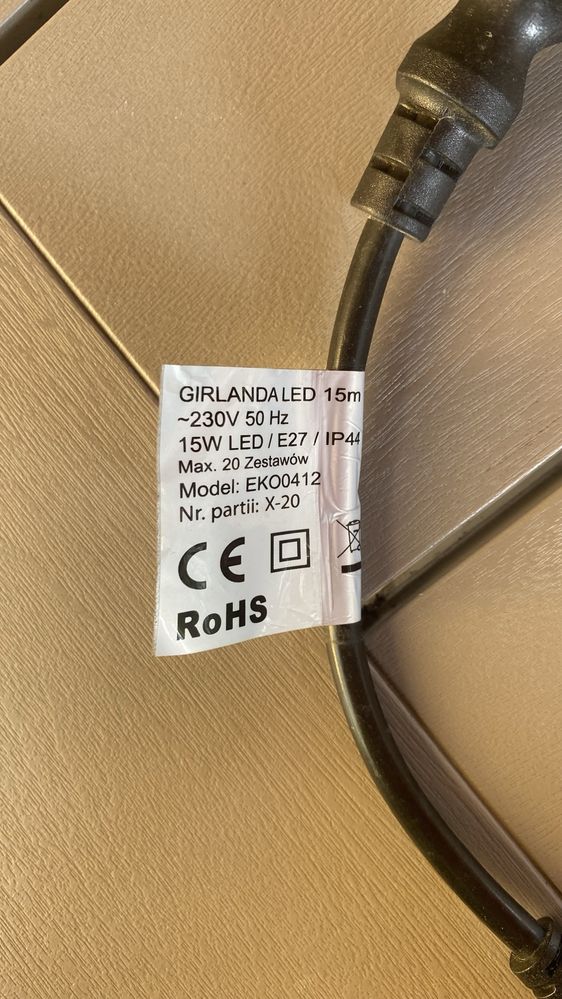 GIRLANDA LED 15m
~230V 50 Hz
15W LED / E27 / IP44
Max. 20 Zestawów
Model: EKO0412
Nr. partii: X-20
CE
RoHS